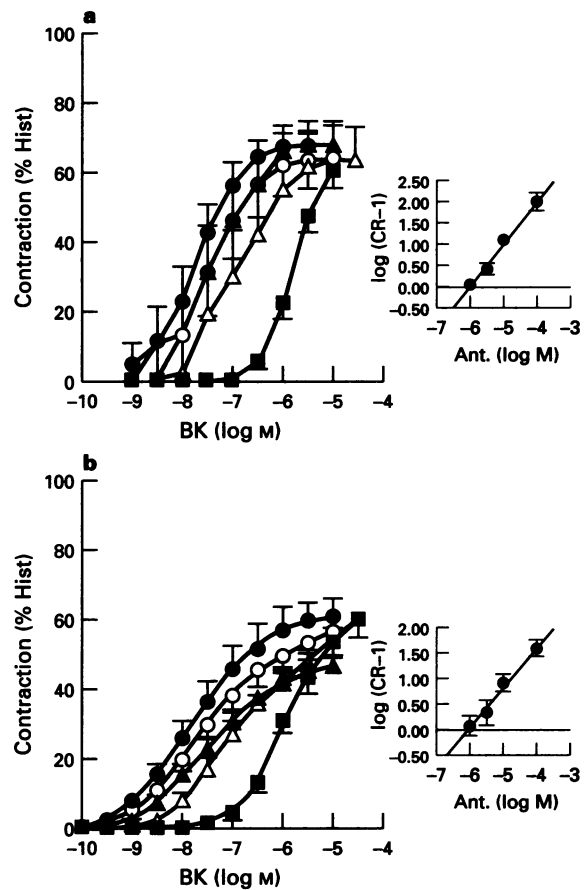 a
100
80
60
40
20
0
Contraction (% Hist)
-10 -9 -8 -7 -6 -5 -4
BK (log M)
2.50
2.00
1.50
1.00
0.50
0.00
-0.50
log (CR-1)
-7 -6 -5 -4 -3
Ant. (log M)
b
100
80
60
40
20
0
Contraction (% Hist)
-10 -9 -8 -7 -6 -5 -4
BK (log M)
2.00
1.50
1.00
0.50
0.00
-0.50
log (CR-1)
-7 -6 -5 -4 -3
Ant. (log M)